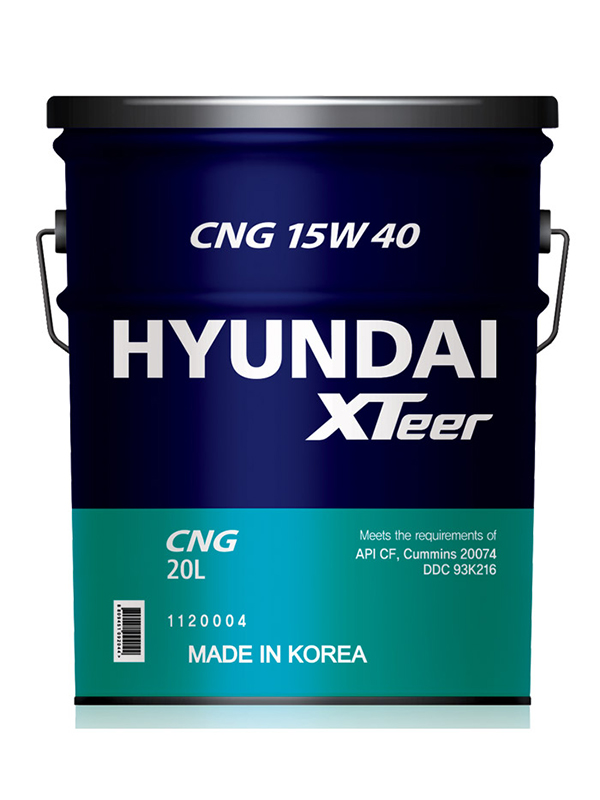 CNG 15W 40
HYUNDAI
XTeer
CNG
20L
Meets the requirements of
API CF, Cummins 20074
DDC 93K216
1120004
MADE IN KOREA